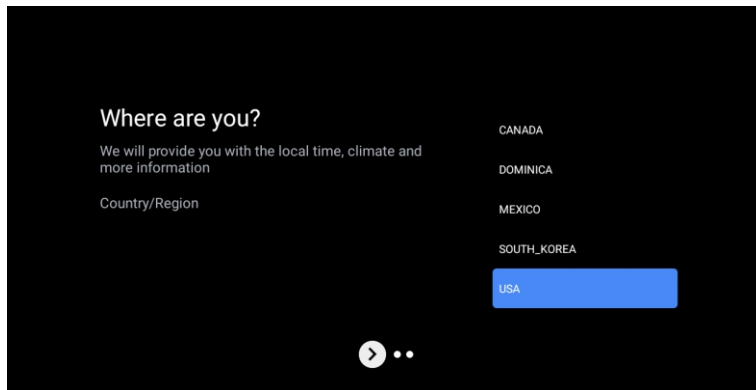 Where are you?
We will provide you with the local time, climate and
more information
Country/Region
CANADA
DOMINICA
MEXICO
SOUTH_KOREA
USA